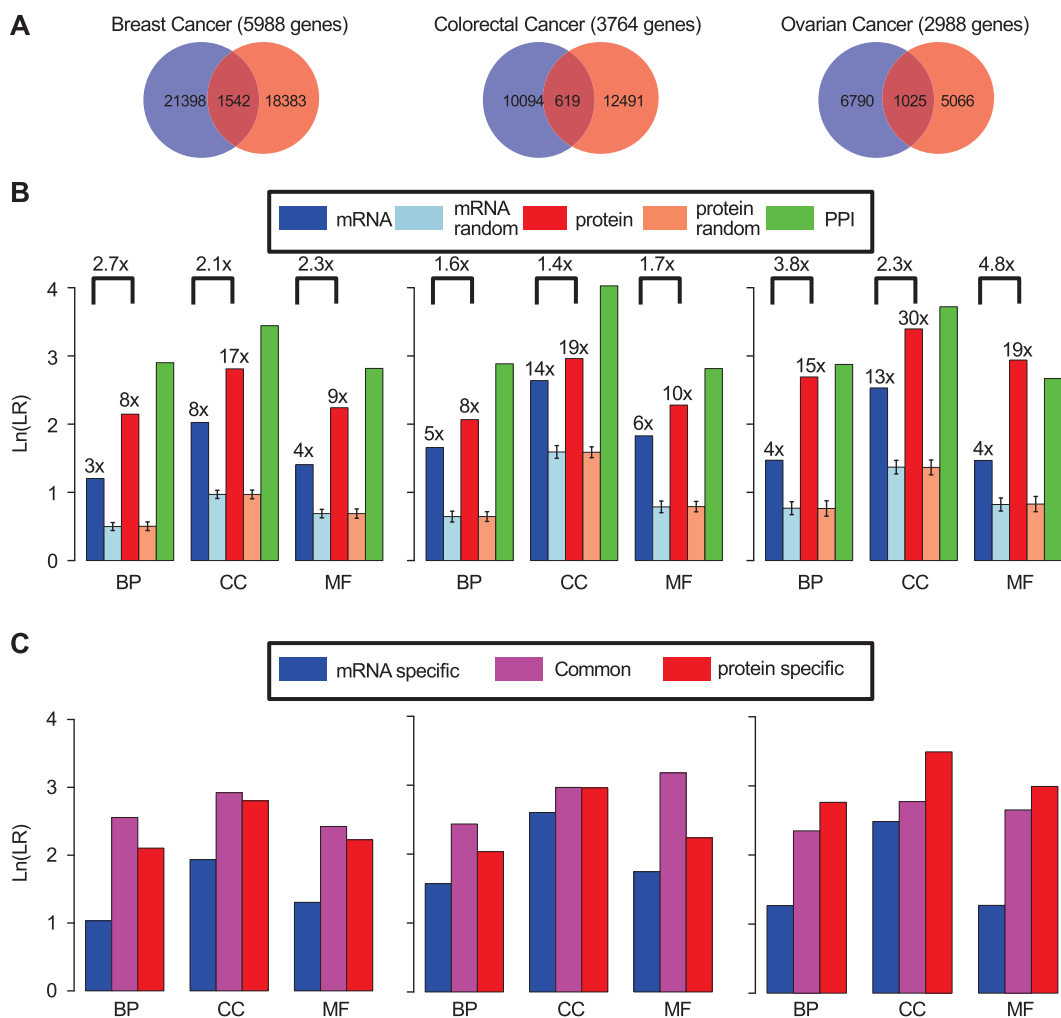 A
Breast Cancer (5988 genes)
Colorectal Cancer (3764 genes)
Ovarian Cancer (2988 genes)
21398 1542 18383
10094 619 12491
6790 1025 5066
B
mRNA
mRNA random
protein
protein random
PPI
2.7x 2.1x 2.3x 1.6x 1.4x 1.7x 3.8x 2.3x 4.8x
Ln(LR)
4
3
2
1
0
3x 8x 8x 17x 4x 9x
5x 8x 14x 19x 6x 10x
4x 15x 13x 30x 4x 19x
BP CC MF BP CC MF BP CC MF
C
mRNA specific
Common
protein specific
Ln(LR)
4
3
2
1
0
BP CC MF BP CC MF BP CC MF